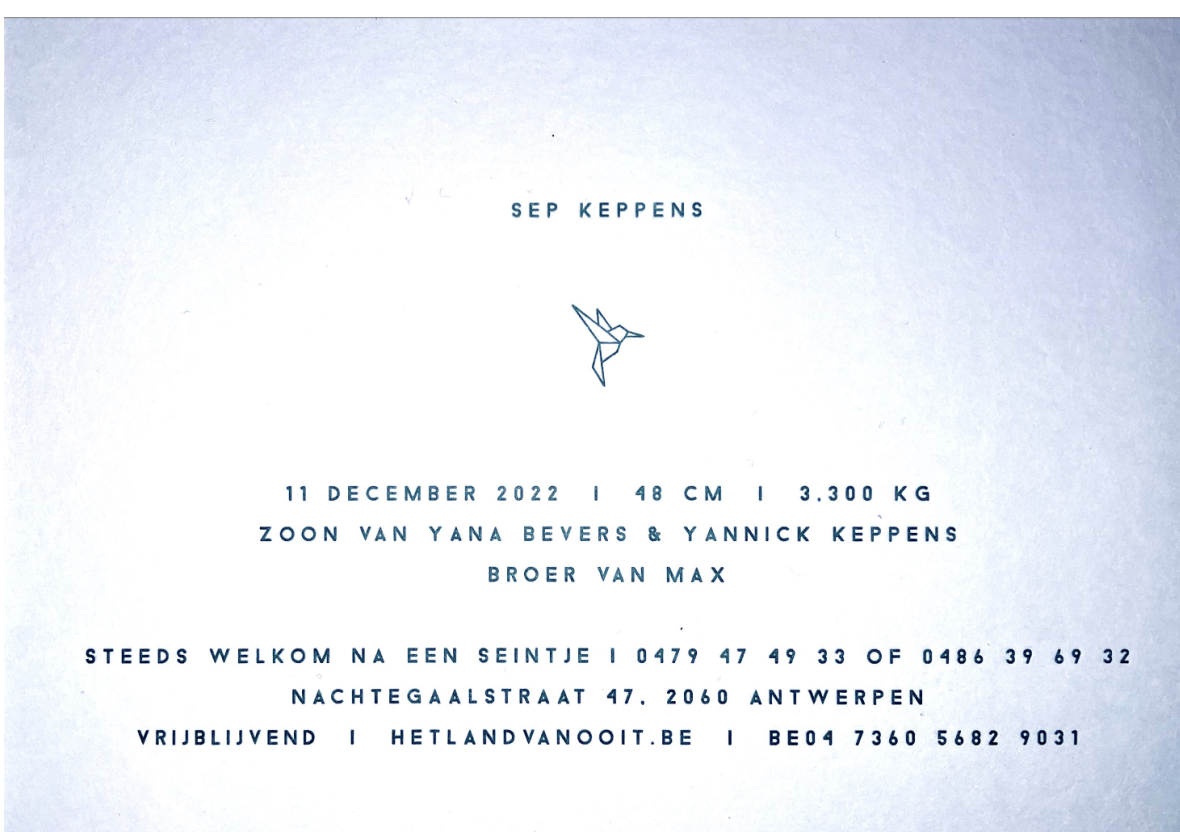 SEP KEPPENS
11 DECEMBER 2022 | 48 CM | 3.300 KG
ZOON VAN YANA BEVERS & YANNICK KEPPENS
BROER VAN MAX
STEEDS WELKOM NA EEN SEINTJE | 0479 47 49 33 OF 0486 39 69 32
NACHTEGAALSTRAAT 47, 2060 ANTWERPEN
VRIJBLIJVEND | HETLANDVANOOIT.BE | BE04 7360 5682 9031